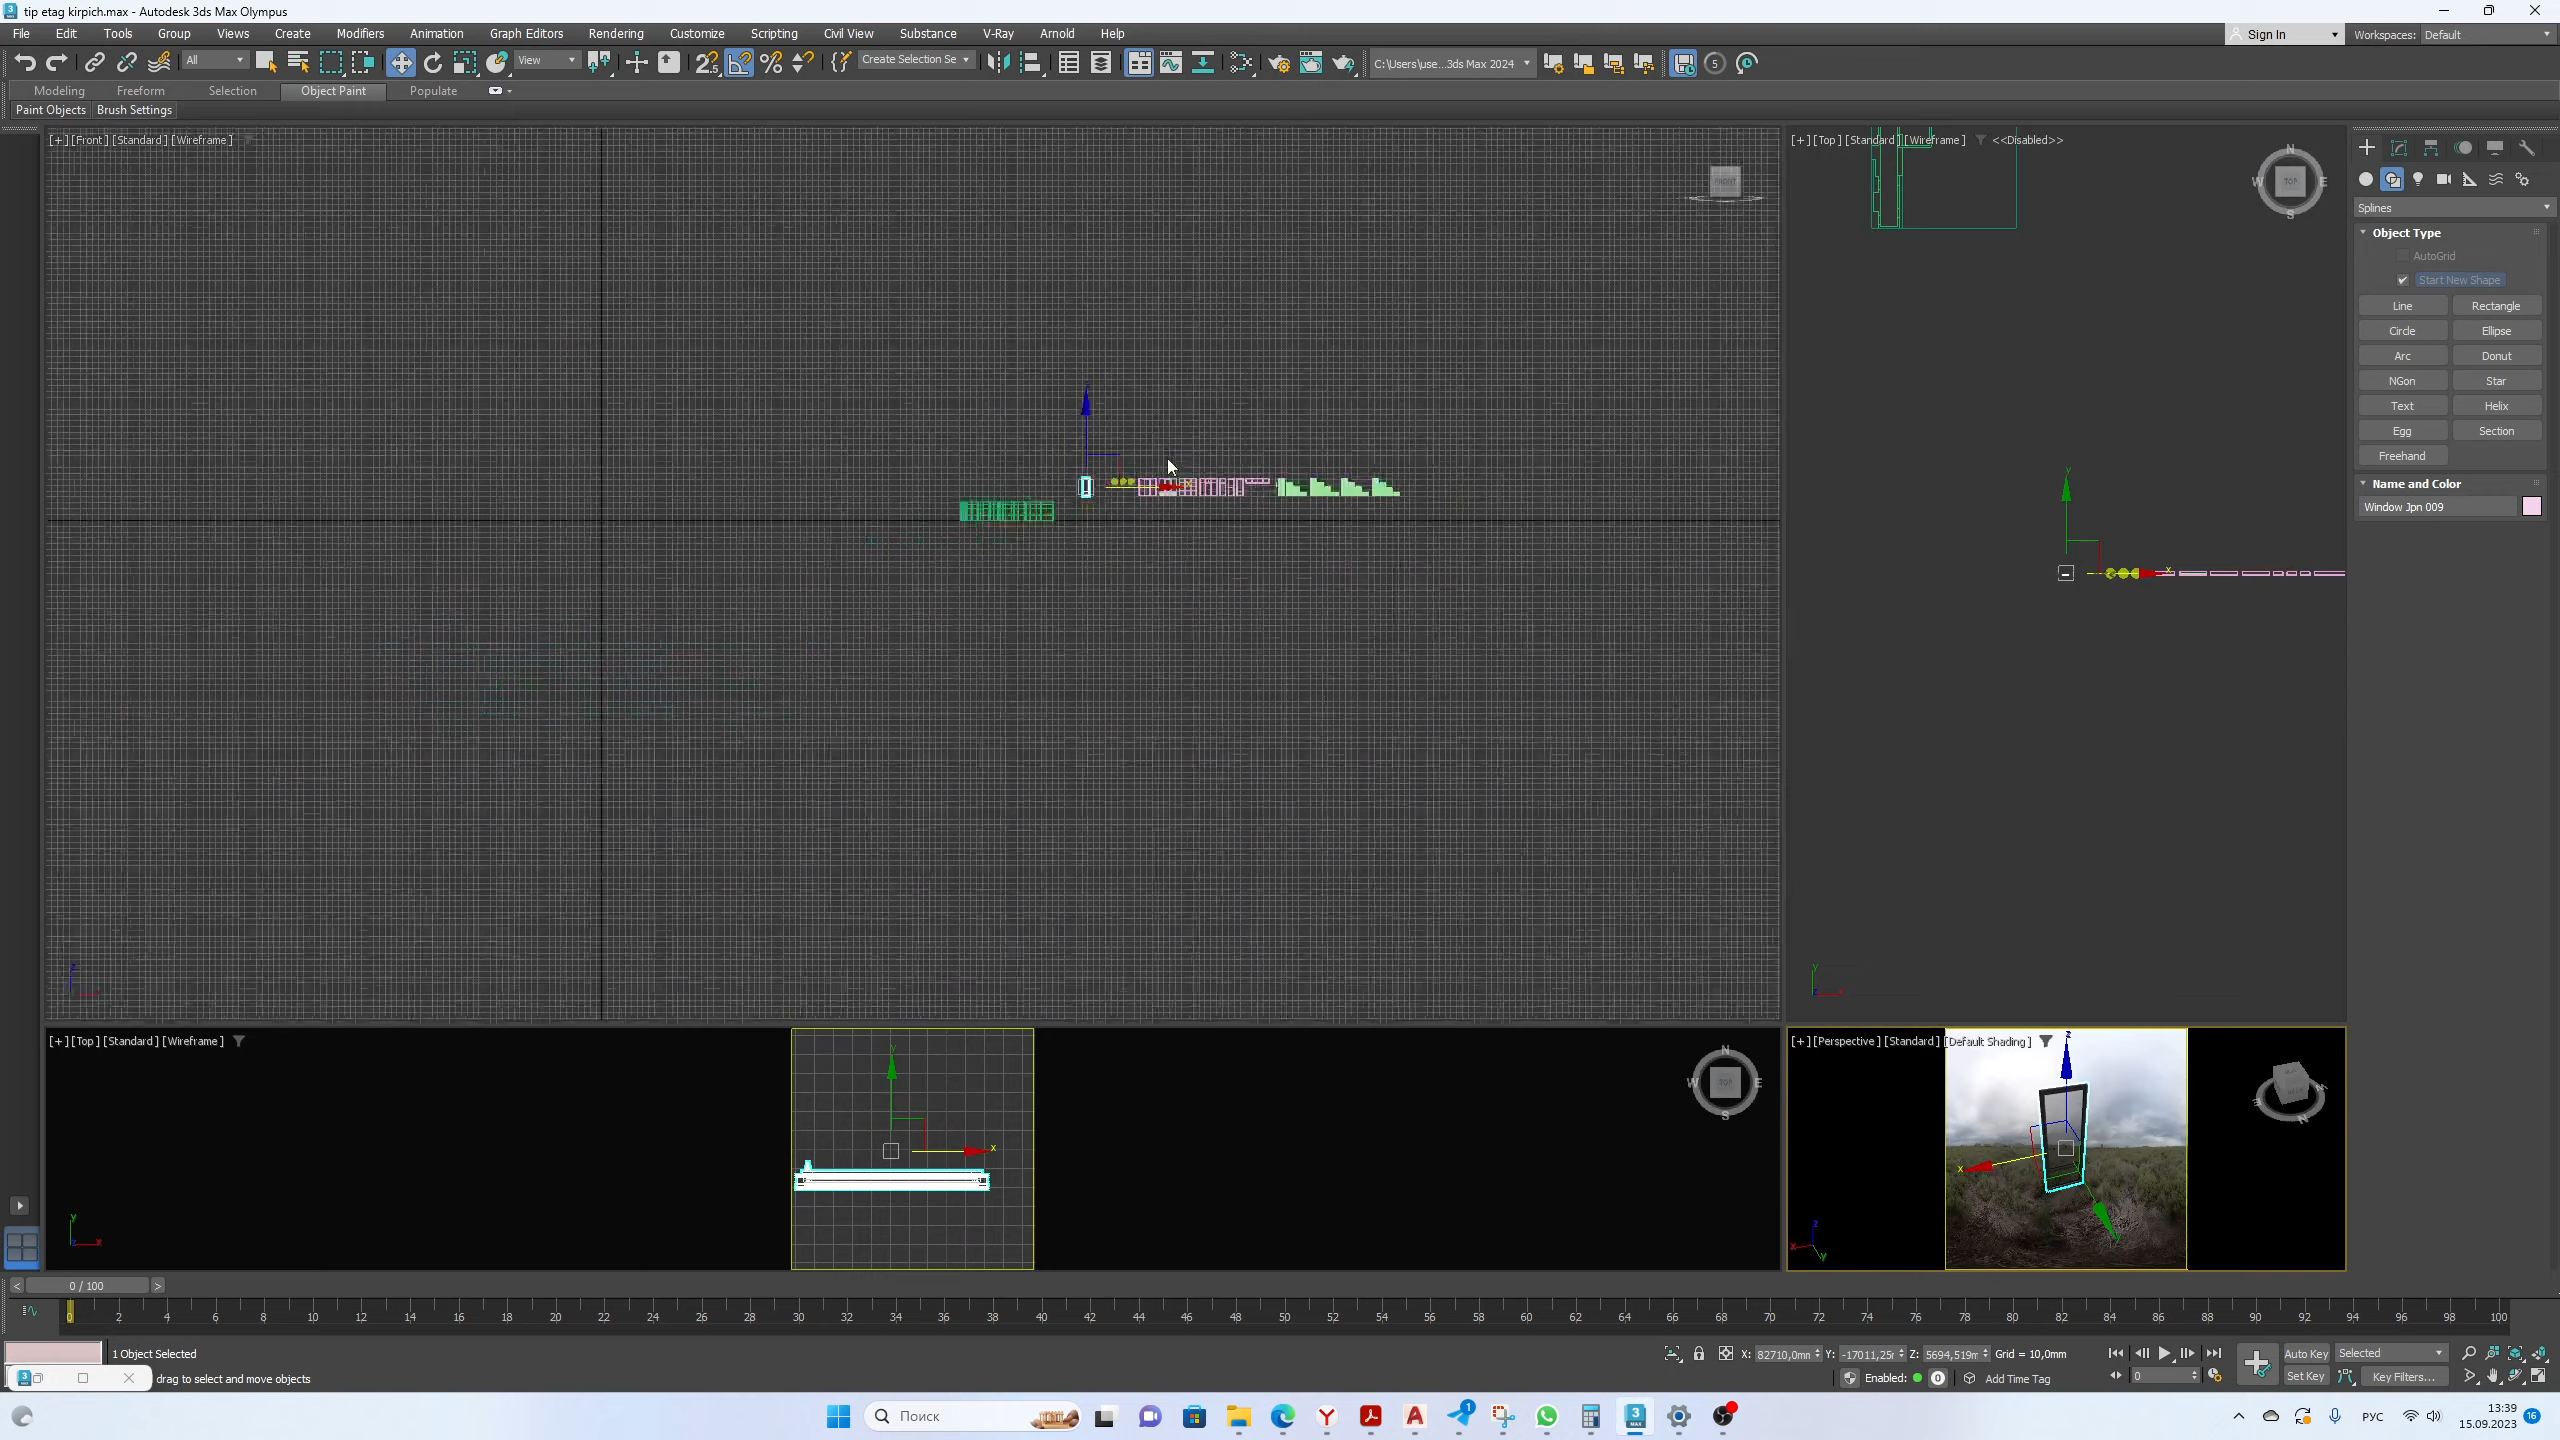 tip etag kirpich.max - Autodesk 3ds Max Olympus
File Edit Tools Group Views Create Modifiers Animation Graph Editors Rendering Customize Scripting Civil View Substance V-Ray Arnold Help
Sign In Workspaces: Default
All View Create Selection Se C:\Users\use...3ds Max 2024 5
Modeling Freeform Selection Object Paint Populate
Paint Objects Brush Settings
[+] [Front] [Standard] [Wireframe]
FRONT
[+] [Top] [Standard] [Wireframe] <<Disabled>>
N
W TOP E
S
Splines
Object Type
AutoGrid
Start New Shape
Line Rectangle
Circle Ellipse
Arc Donut
NGon Star
Text Helix
Egg Section
Freehand
Name and Color
Window Jpn 009
[+] [Top] [Standard] [Wireframe]
N
W TOP E
S
[+] [Perspective] [Standard] [Default Shading]
0 / 100
0 2 4 6 8 10 12 14 16 18 20 22 24 26 28 30 32 34 36 38 40 42 44 46 48 50 52 54 56 58 60 62 64 66 68 70 72 74 76 78 80 82 84 86 88 90 92 94 96 98 100
1 Object Selected
drag to select and move objects
X: 82710,0mm Y: -17011,25 Z: 5694,519m Grid = 10,0mm
Enabled: 0 Add Time Tag
0
Auto Key Selected
Set Key Key Filters...
Поиск
1
РУС
13:39
15.09.2023
16